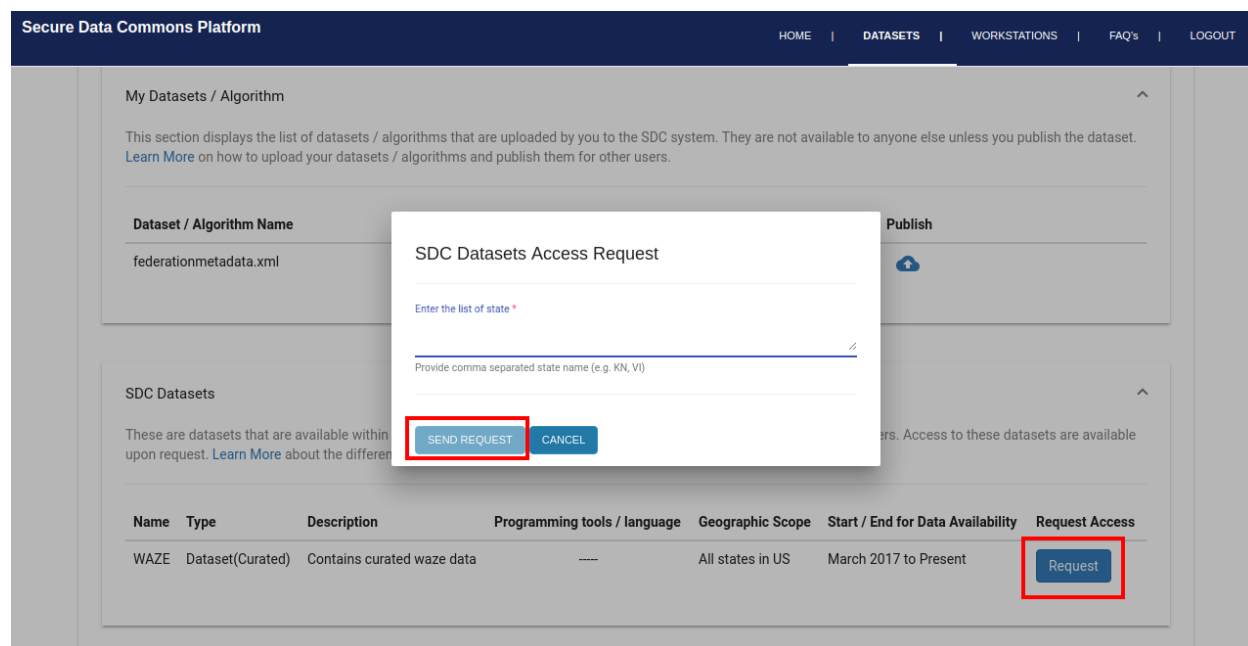 Secure Data Commons Platform
HOME | DATASETS | WORKSTATIONS | FAQ's | LOGOUT
My Datasets / Algorithm
This section displays the list of datasets / algorithms that are uploaded by you to the SDC system. They are not available to anyone else unless you publish the dataset.
Learn More on how to upload your datasets / algorithms and publish them for other users.
Dataset / Algorithm Name Publish
federationmetadata.xml
SDC Datasets Access Request
Enter the list of state *
Provide comma separated state name (e.g. KN, VI)
SEND REQUEST CANCEL
SDC Datasets
These are datasets that are available within ers. Access to these datasets are available
upon request. Learn More about the differen
Name Type Description Programming tools / language Geographic Scope Start / End for Data Availability Request Access
WAZE Dataset(Curated) Contains curated waze data ----- All states in US March 2017 to Present Request